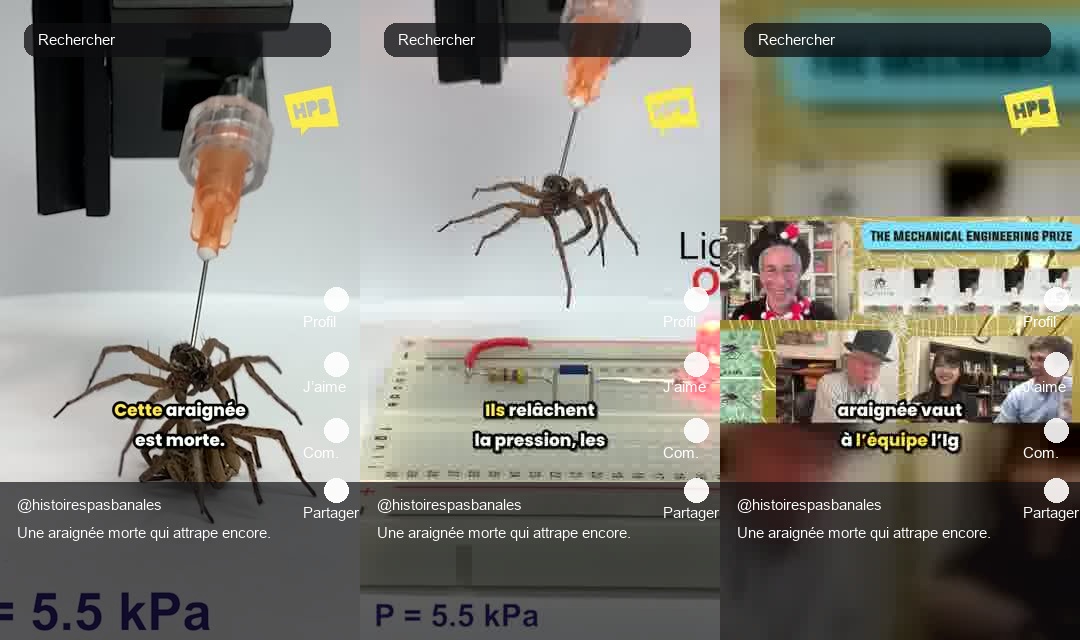 Rechercher
HPB
Cette araignée
est morte.
Profil
J'aime
Com.
Partager
@histoirespasbanales
Une araignée morte qui attrape encore.
= 5.5 kPa
Rechercher
HPB
Lig
Ils relâchent
la pression, les
Profil
J'aime
Com.
Partager
@histoirespasbanales
Une araignée morte qui attrape encore.
P = 5.5 kPa
Rechercher
HPB
THE MECHANICAL ENGINEERING PRIZE
araignée vaut
à l'équipe l'Ig
Profil
J'aime
Com.
Partager
@histoirespasbanales
Une araignée morte qui attrape encore.